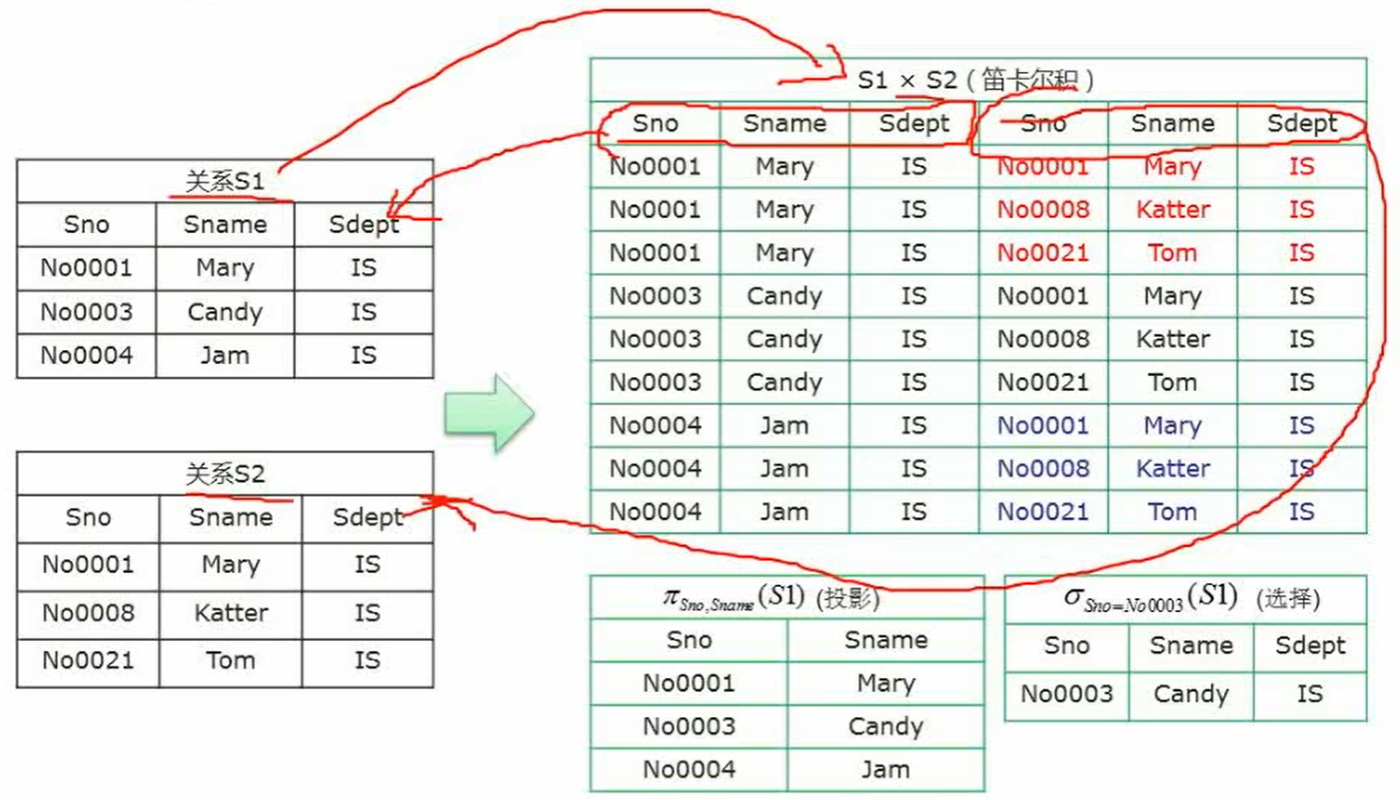 关系S1
Sno Sname Sdept
No0001 Mary IS
No0003 Candy IS
No0004 Jam IS
关系S2
Sno Sname Sdept
No0001 Mary IS
No0008 Katter IS
No0021 Tom IS
S1 × S2 (笛卡尔积)
Sno Sname Sdept Sno Sname Sdept
No0001 Mary IS No0001 Mary IS
No0001 Mary IS No0008 Katter IS
No0001 Mary IS No0021 Tom IS
No0003 Candy IS No0001 Mary IS
No0003 Candy IS No0008 Katter IS
No0003 Candy IS No0021 Tom IS
No0004 Jam IS No0001 Mary IS
No0004 Jam IS No0008 Katter IS
No0004 Jam IS No0021 Tom IS
π Sno,Sname (S1) (投影)
Sno Sname
No0001 Mary
No0003 Candy
No0004 Jam
σ Sno=No0003 (S1) (选择)
Sno Sname Sdept
No0003 Candy IS